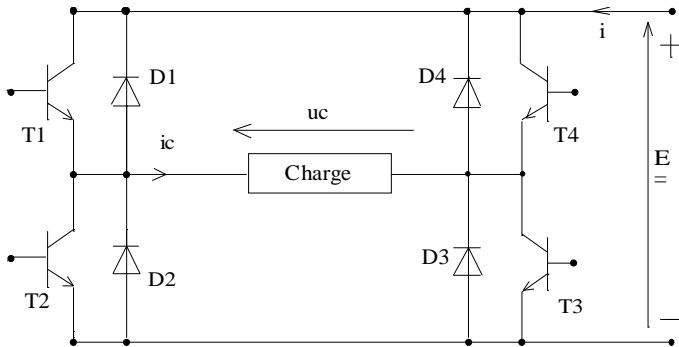 i
+
D1
D4
uc
T1
T4
ic
Charge
E
=
D2
D3
T2
T3
−